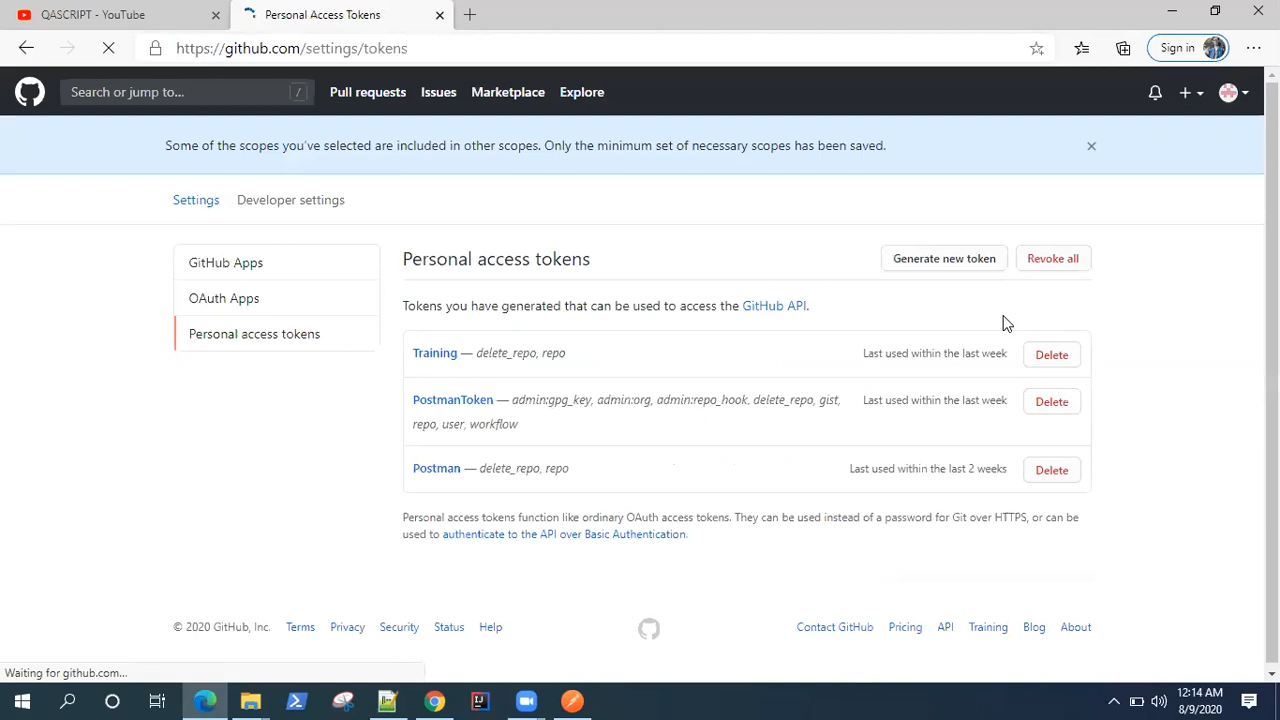 QASCRIPT - YouTube
Personal Access Tokens
https://github.com/settings/tokens
Sign in
Search or jump to...
/
Pull requests
Issues
Marketplace
Explore
Some of the scopes you've selected are included in other scopes. Only the minimum set of necessary scopes has been saved.
Settings
Developer settings
GitHub Apps
OAuth Apps
Personal access tokens
Personal access tokens
Generate new token
Revoke all
Tokens you have generated that can be used to access the GitHub API.
Training — delete_repo, repo
Last used within the last week
Delete
PostmanToken — admin:gpg_key, admin:org, admin:repo_hook, delete_repo, gist,
repo, user, workflow
Last used within the last week
Delete
Postman — delete_repo, repo
Last used within the last 2 weeks
Delete
Personal access tokens function like ordinary OAuth access tokens. They can be used instead of a password for Git over HTTPS, or can be
used to authenticate to the API over Basic Authentication.
© 2020 GitHub, Inc.
Terms
Privacy
Security
Status
Help
Contact GitHub
Pricing
API
Training
Blog
About
Waiting for github.com...
12:14 AM
8/9/2020